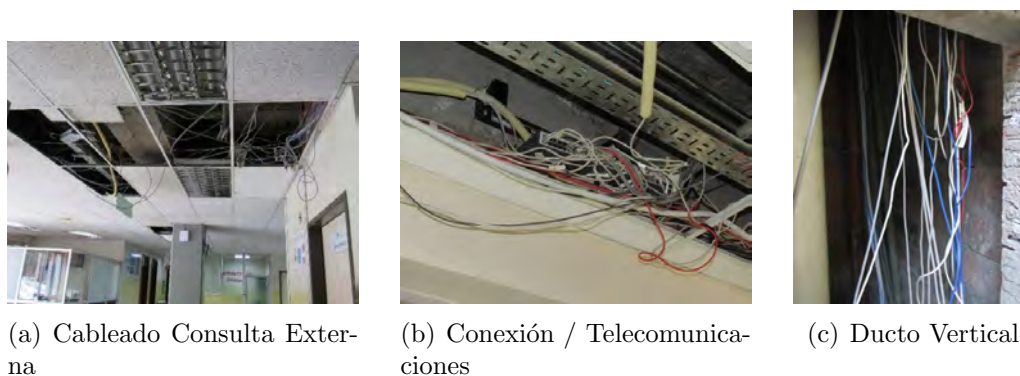 (a) Cableado Consulta Exter-
na
(b) Conexión / Telecomunica-
ciones
(c) Ducto Vertical